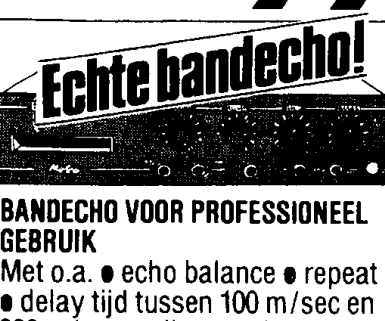 Echte bandecho!
BANDECHO VOOR PROFESSIONEEL
GEBRUIK
Met o.a. ● echo balance ● repeat
● delay tijd tussen 100 m/sec en